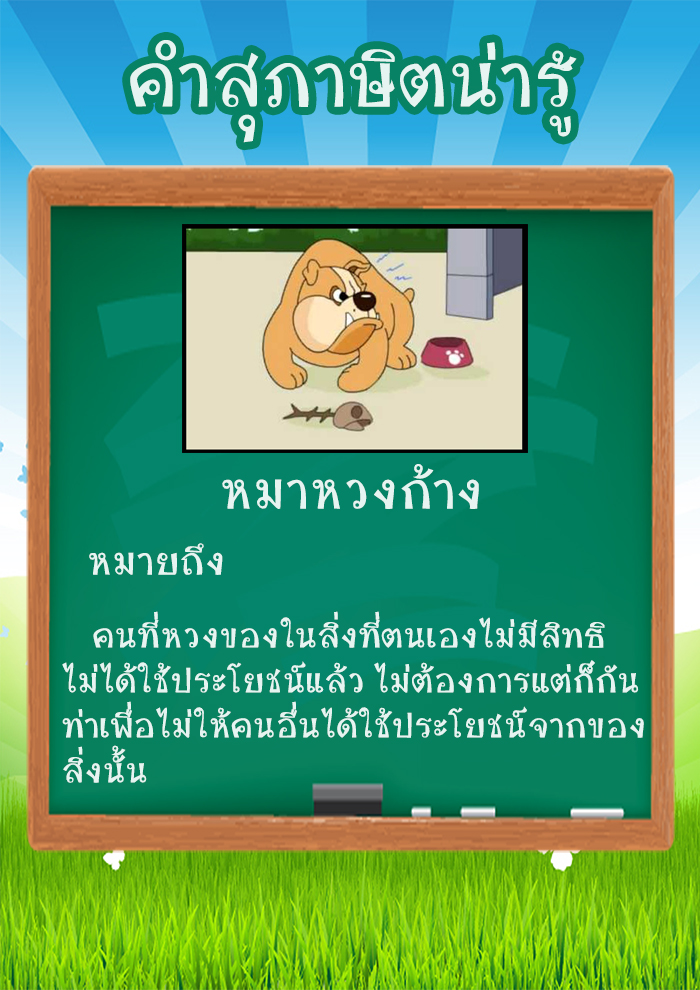 คำสุภาษิตน่ารู้
หมาหวงก้าง
หมายถึง
คนที่หวงของในสิ่งที่ตนเองไม่มีสิทธิ
ไม่ได้ใช้ประโยชน์แล้ว ไม่ต้องการแต่ก็กัน
ท่าเพื่อไม่ให้คนอื่นได้ใช้ประโยชน์จากของ
สิ่งนั้น